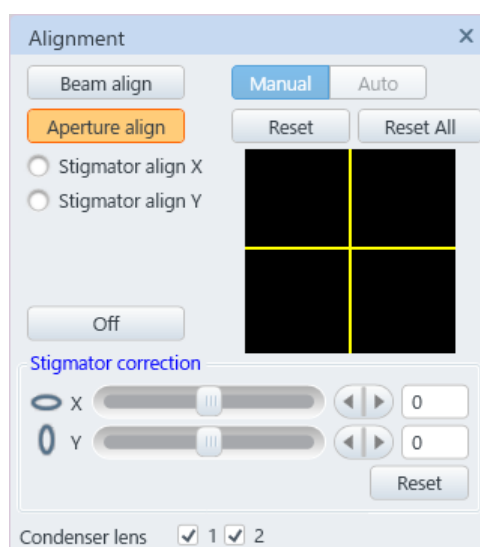 Alignment
Beam align
Manual Auto
Aperture align
Reset Reset All
Stigmator align X
Stigmator align Y
Off
Stigmator correction
X 0
Y 0
Reset
Condenser lens 1 2